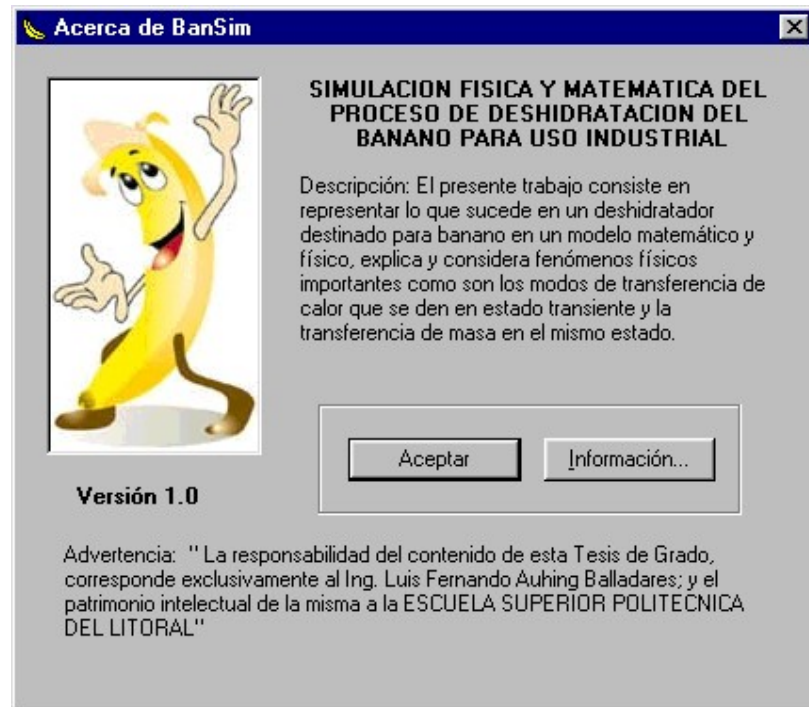 Acerca de BanSim
SIMULACION FISICA Y MATEMATICA DEL
PROCESO DE DESHIDRATACION DEL
BANANO PARA USO INDUSTRIAL
Descripción: El presente trabajo consiste en
representar lo que sucede en un deshidratador
destinado para banano en un modelo matemático y
físico, explica y considera fenómenos físicos
importantes como son los modos de transferencia de
calor que se den en estado transiente y la
transferencia de masa en el mismo estado.
Aceptar
Información...
Versión 1.0
Advertencia: " La responsabilidad del contenido de esta Tesis de Grado,
corresponde exclusivamente al Ing. Luis Fernando Auhing Balladares; y el
patrimonio intelectual de la misma a la ESCUELA SUPERIOR POLITECNICA
DEL LITORAL"